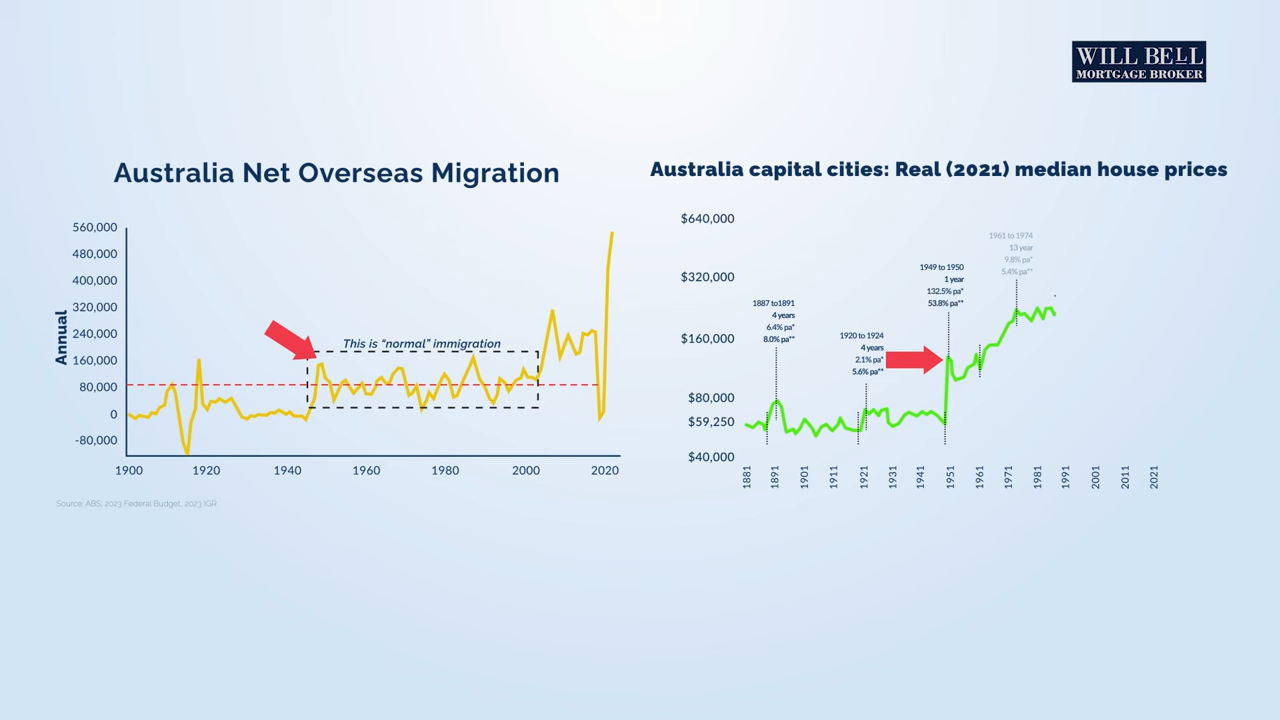 WILL BELL
MORTGAGE BROKER
Australia Net Overseas Migration
Annual
560,000
480,000
400,000
320,000
240,000
160,000
80,000
0
-80,000
This is “normal” immigration
1900
1920
1940
1960
1980
2000
2020
Source: ABS; 2023 Federal Budget; 2023 IGR
Australia capital cities: Real (2021) median house prices
$640,000
$320,000
$160,000
$80,000
$59,250
$40,000
1887 to1891
4 years
6.4% pa*
8.0% pa**
1920 to 1924
4 years
2.1% pa*
5.6% pa**
1949 to 1950
1 year
132.5% pa*
53.8% pa**
1961 to 1974
13 year
9.8% pa*
5.4% pa**
1881
1891
1901
1911
1921
1931
1941
1951
1961
1971
1981
1991
2001
2011
2021